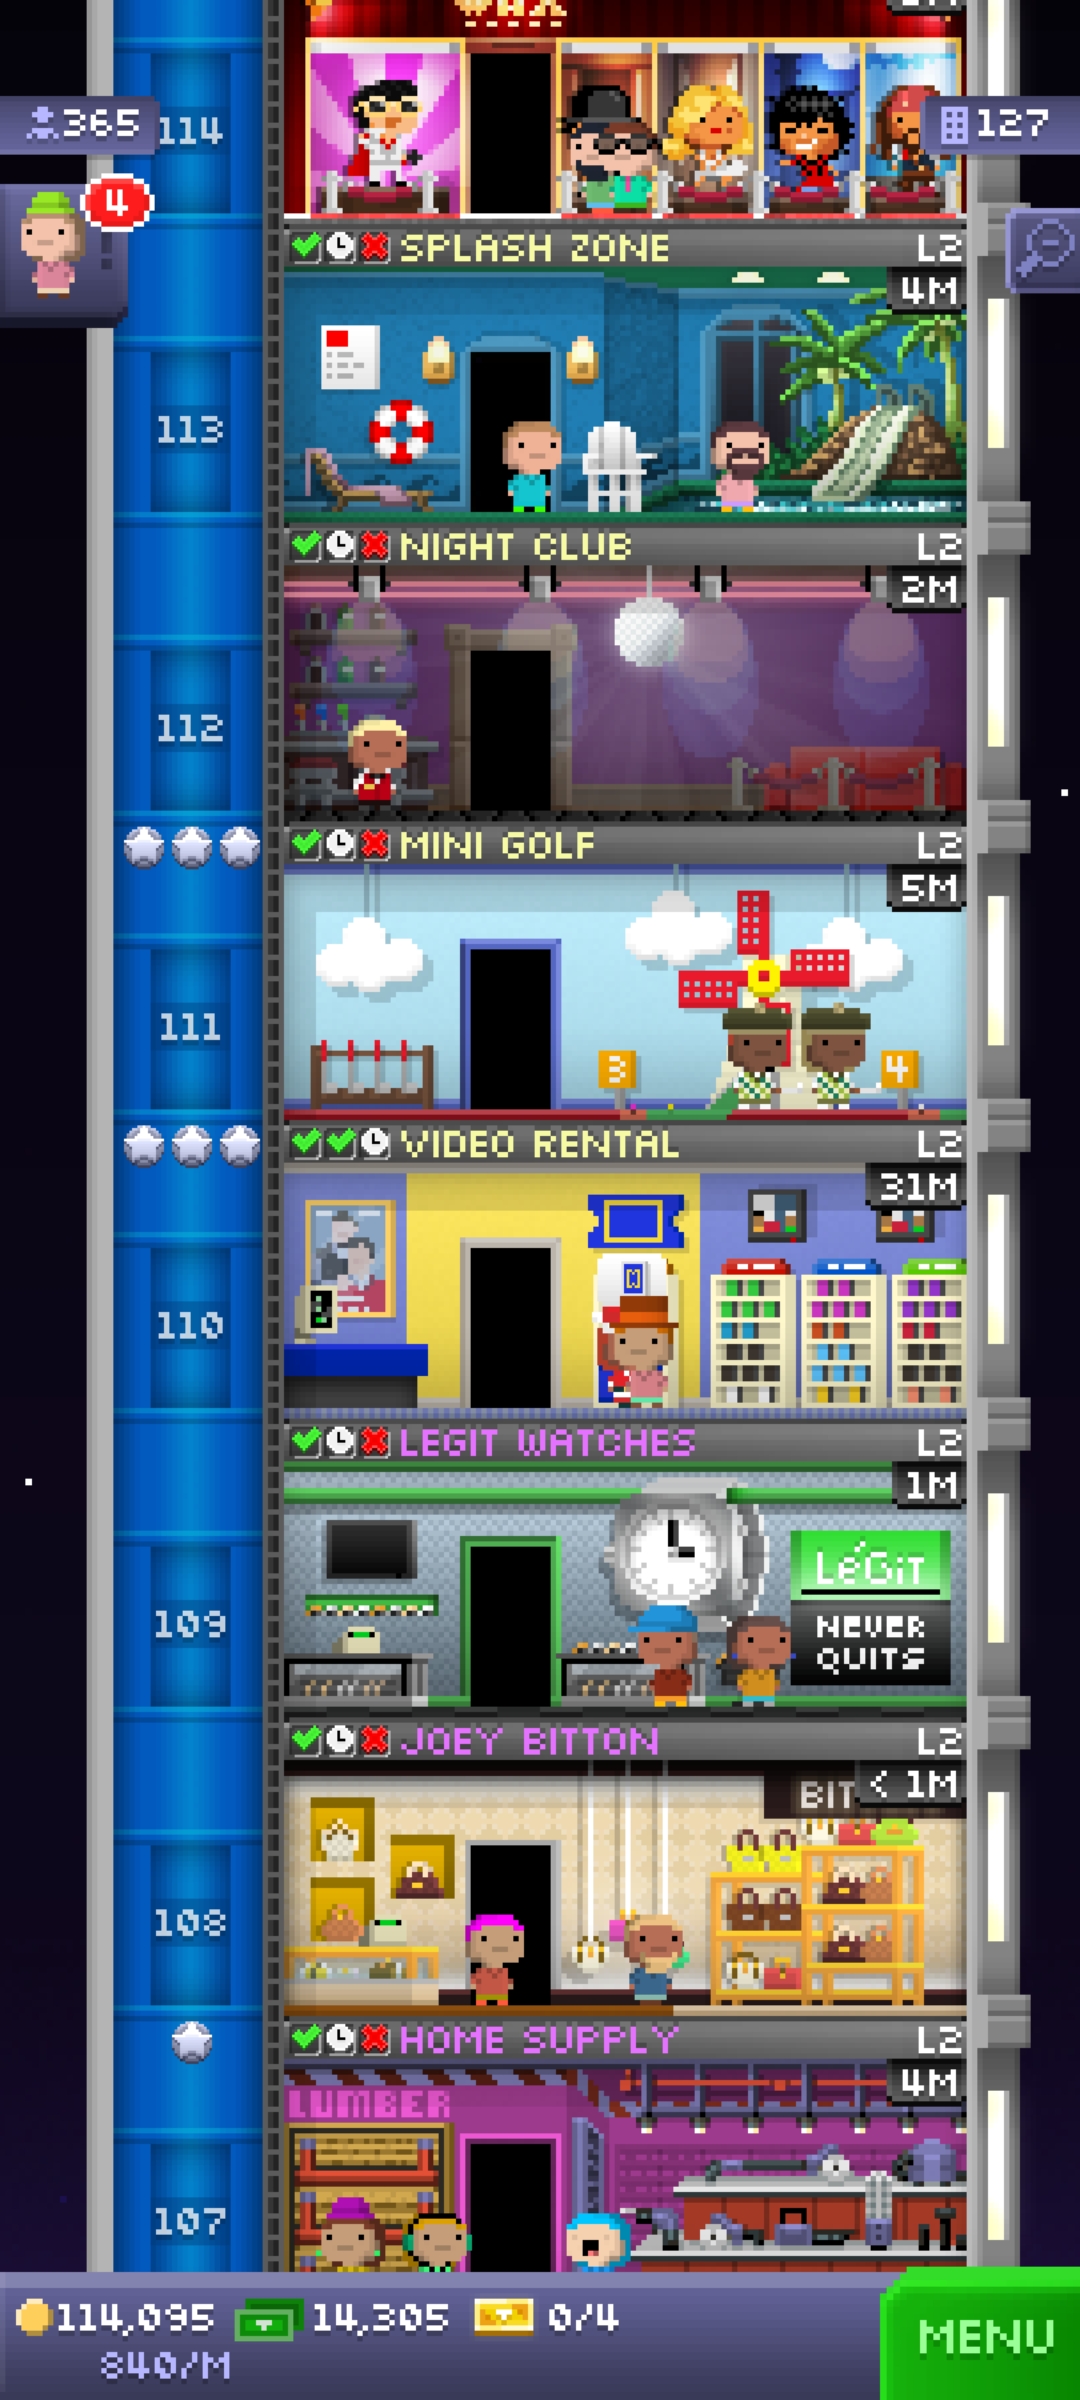 WAX
365
114
127
4
SPLASH ZONE L2
4M
113
NIGHT CLUB L2
2M
112
MINI GOLF L2
5M
111
3
4
VIDEO RENTAL L2
31M
110
LEGIT WATCHES L2
1M
LeGiT
NEVER
QUITS
109
JOEY BITTON L2
BIT
< 1M
108
HOME SUPPLY L2
4M
LUMBER
107
114,095 14,305 0/4
840/M
MENU